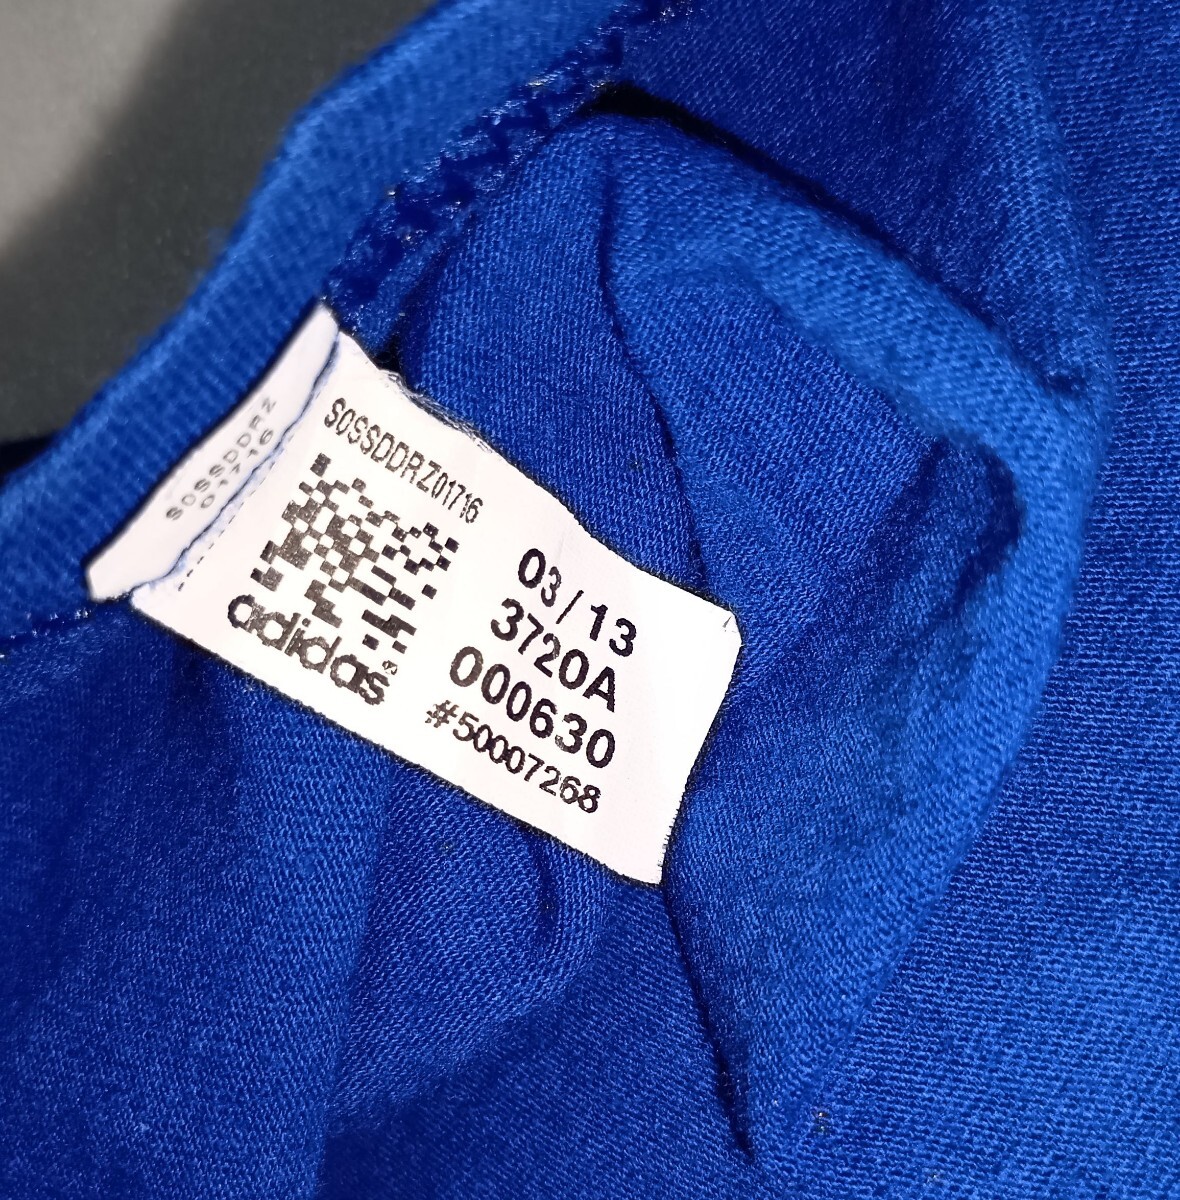 S0SSDDRZ
01716
S0SSDDRZ01716
adidas
03/13
3720A
000630
#50007268